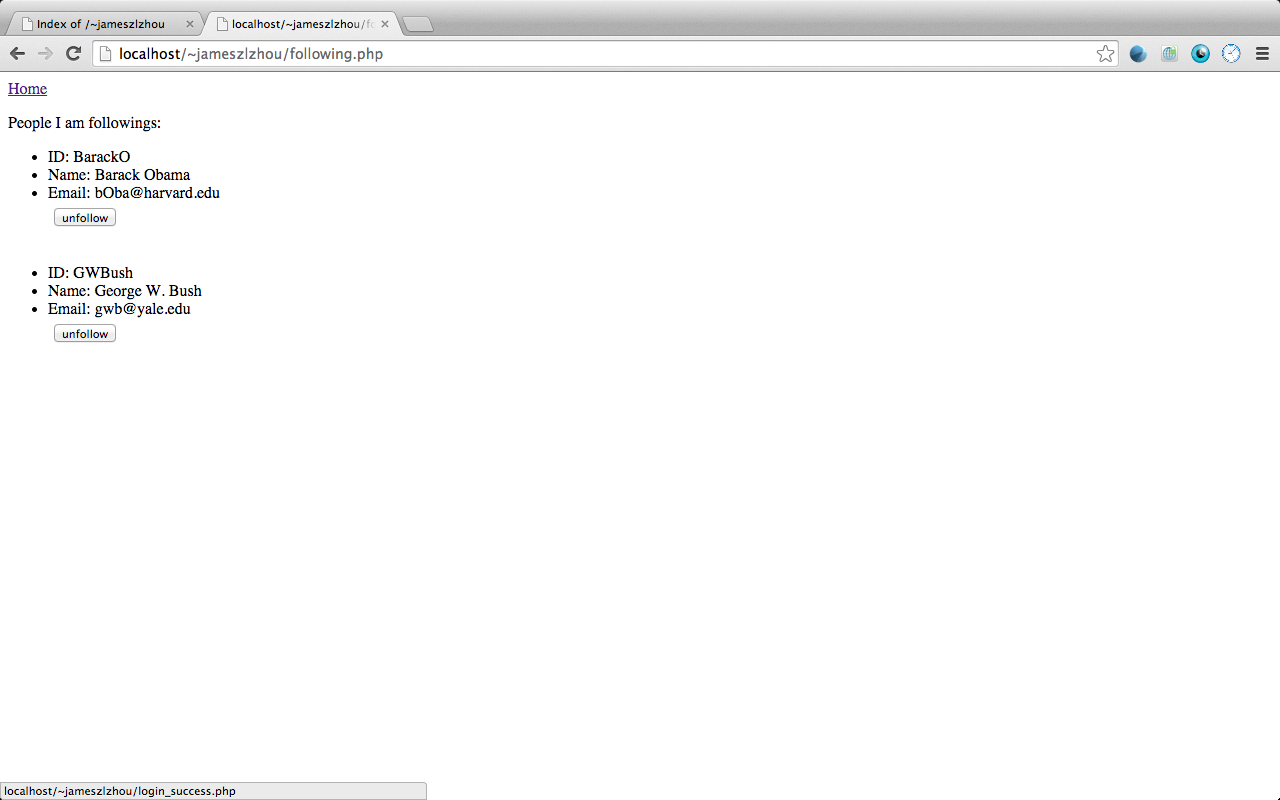 Index of /~jameszlzhou
localhost/~jameszlzhou/fo
localhost/~jameszlzhou/following.php
Home
People I am followings:
ID: BarackO
Name: Barack Obama
Email: bOba@harvard.edu
unfollow
ID: GWBush
Name: George W. Bush
Email: gwb@yale.edu
unfollow
localhost/~jameszlzhou/login_success.php